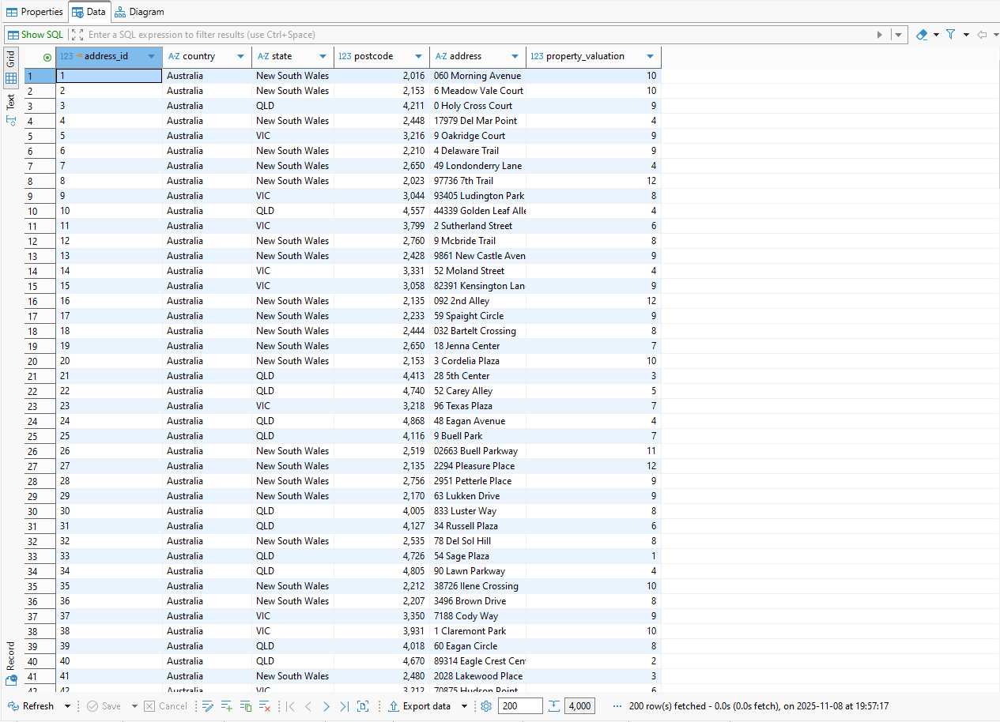 Properties Data Diagram
Show SQL Enter a SQL expression to filter results (use Ctrl+Space)
Grid
Text
Record
123 address_id A-Z country A-Z state 123 postcode A-Z address 123 property_valuation
1 1 Australia New South Wales 2,016 060 Morning Avenue 10
2 2 Australia New South Wales 2,153 6 Meadow Vale Court 10
3 3 Australia QLD 4,211 0 Holy Cross Court 9
4 4 Australia New South Wales 2,448 17979 Del Mar Point 4
5 5 Australia VIC 3,216 9 Oakridge Court 9
6 6 Australia New South Wales 2,210 4 Delaware Trail 9
7 7 Australia New South Wales 2,650 49 Londonderry Lane 4
8 8 Australia New South Wales 2,023 97736 7th Trail 12
9 9 Australia VIC 3,044 93405 Ludington Park 8
10 10 Australia QLD 4,557 44339 Golden Leaf Alle 4
11 11 Australia VIC 3,799 2 Sutherland Street 6
12 12 Australia New South Wales 2,760 9 Mcbride Trail 8
13 13 Australia New South Wales 2,428 9861 New Castle Aven 9
14 14 Australia VIC 3,331 52 Moland Street 4
15 15 Australia VIC 3,058 82391 Kensington Lan 9
16 16 Australia New South Wales 2,135 092 2nd Alley 12
17 17 Australia New South Wales 2,233 59 Spaight Circle 9
18 18 Australia New South Wales 2,444 032 Bartelt Crossing 8
19 19 Australia New South Wales 2,650 18 Jenna Center 7
20 20 Australia New South Wales 2,153 3 Cordelia Plaza 10
21 21 Australia QLD 4,413 28 5th Center 3
22 22 Australia QLD 4,740 52 Carey Alley 5
23 23 Australia VIC 3,218 96 Texas Plaza 7
24 24 Australia QLD 4,868 48 Eagan Avenue 4
25 25 Australia QLD 4,116 9 Buell Park 7
26 26 Australia New South Wales 2,519 02663 Buell Parkway 11
27 27 Australia New South Wales 2,135 2294 Pleasure Place 12
28 28 Australia New South Wales 2,756 2951 Petterle Place 9
29 29 Australia New South Wales 2,170 63 Lukken Drive 9
30 30 Australia QLD 4,005 833 Luster Way 8
31 31 Australia QLD 4,127 34 Russell Plaza 6
32 32 Australia New South Wales 2,535 78 Del Sol Hill 8
33 33 Australia QLD 4,726 54 Sage Plaza 1
34 34 Australia QLD 4,805 90 Lawn Parkway 4
35 35 Australia New South Wales 2,212 38726 Ilene Crossing 10
36 36 Australia New South Wales 2,207 3496 Brown Drive 8
37 37 Australia VIC 3,350 7188 Cody Way 9
38 38 Australia VIC 3,931 1 Claremont Park 10
39 39 Australia QLD 4,018 60 Eagan Circle 8
40 40 Australia QLD 4,670 89314 Eagle Crest Cen 2
41 41 Australia New South Wales 2,480 2028 Lakewood Place 3
42 42 Australia VIC 3,212 70875 Hudson Point
Refresh Save Cancel Export data 200 4,000 ... 200 row(s) fetched - 0.0s (0.0s fetch), on 2025-11-08 at 19:57:17